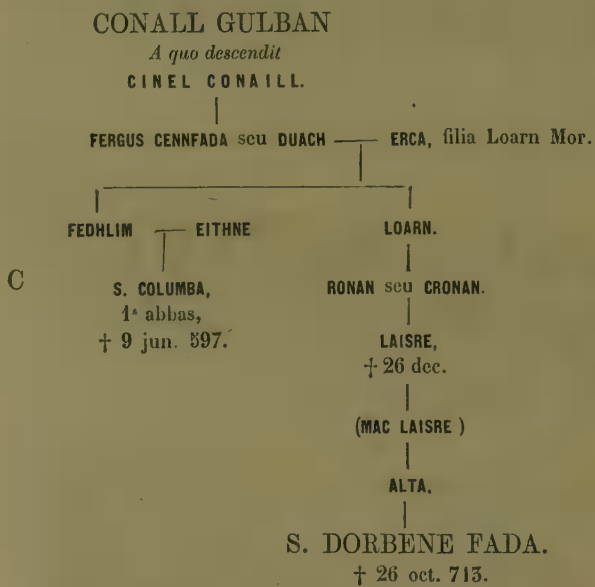 CONALL GULBAN
A quo descendit
CINEL CONAILL.
FERGUS CENNFADA seu DUACH — ERCA, filia Loarn Mor.
FEDHLIM — EITHNE LOARN.
C
S. COLUMBA, RONAN seu CRONAN.
1ˢ abbas,
† 9 jun. 597. LAISRE,
† 26 dec.
(MAC LAISRE )
ALTA.
S. DORBENE FADA.
† 26 oct. 713.